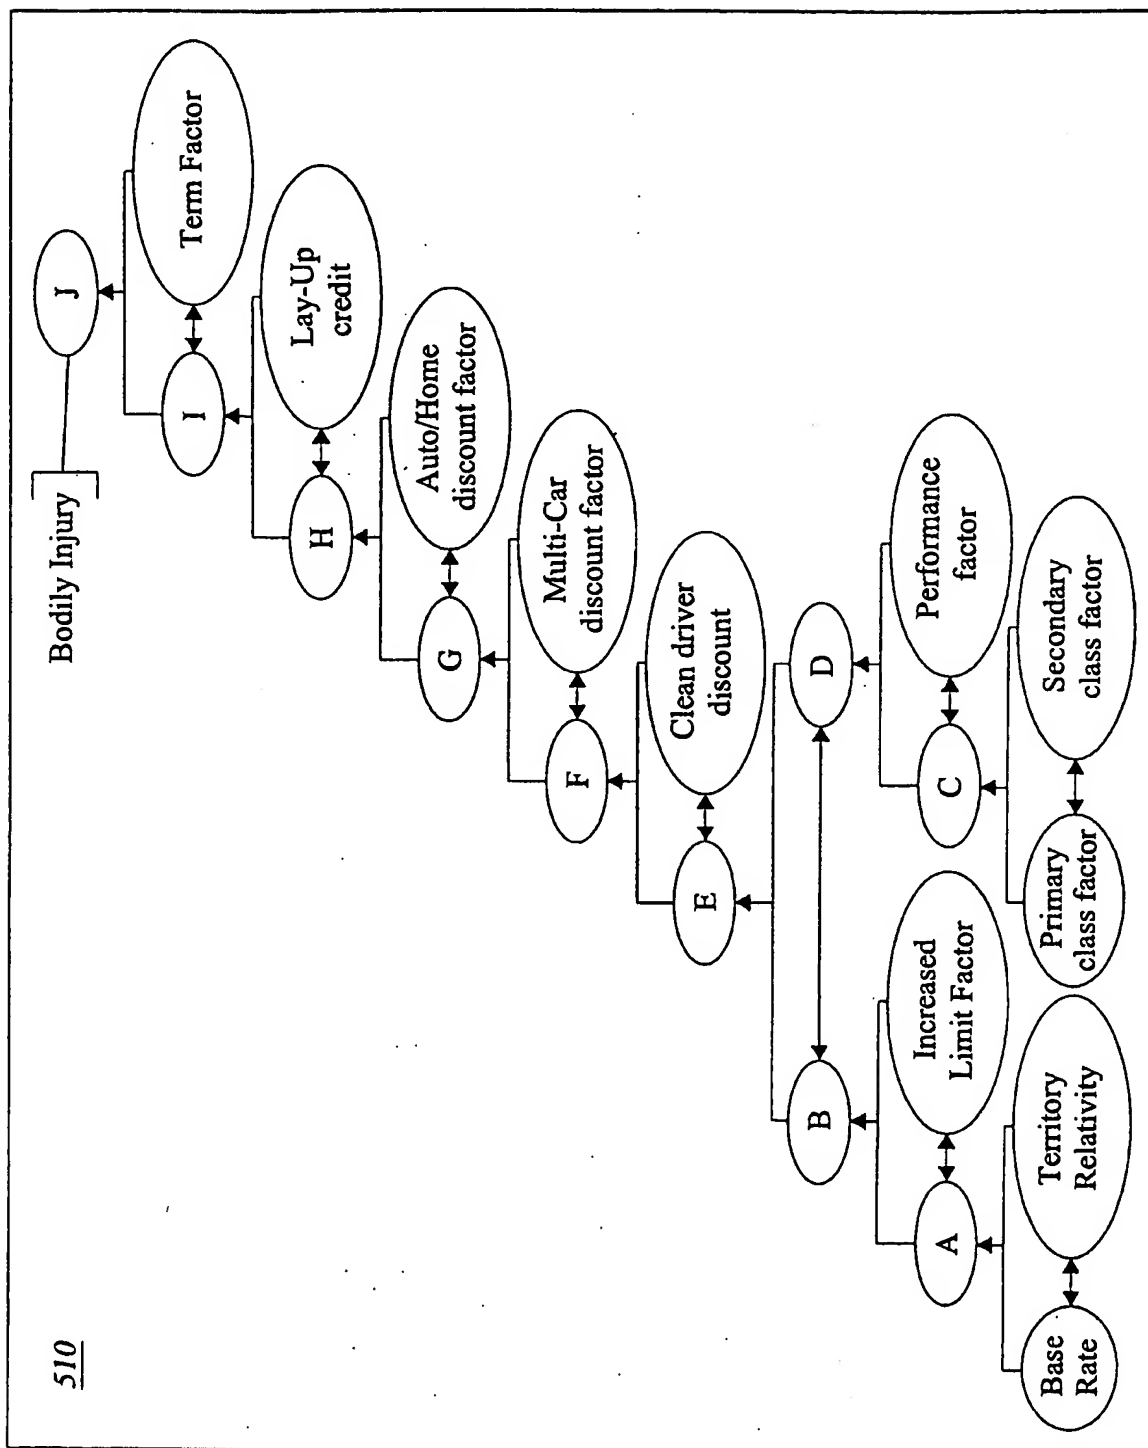 510
Bodily Injury
J
I
Term Factor
H
Lay-Up
credit
G
Auto/Home
discount factor
F
Multi-Car
discount factor
E
Clean driver
discount
B
D
A
Increased
Limit Factor
C
Performance
factor
Base
Rate
Territory
Relativity
Primary
class factor
Secondary
class factor